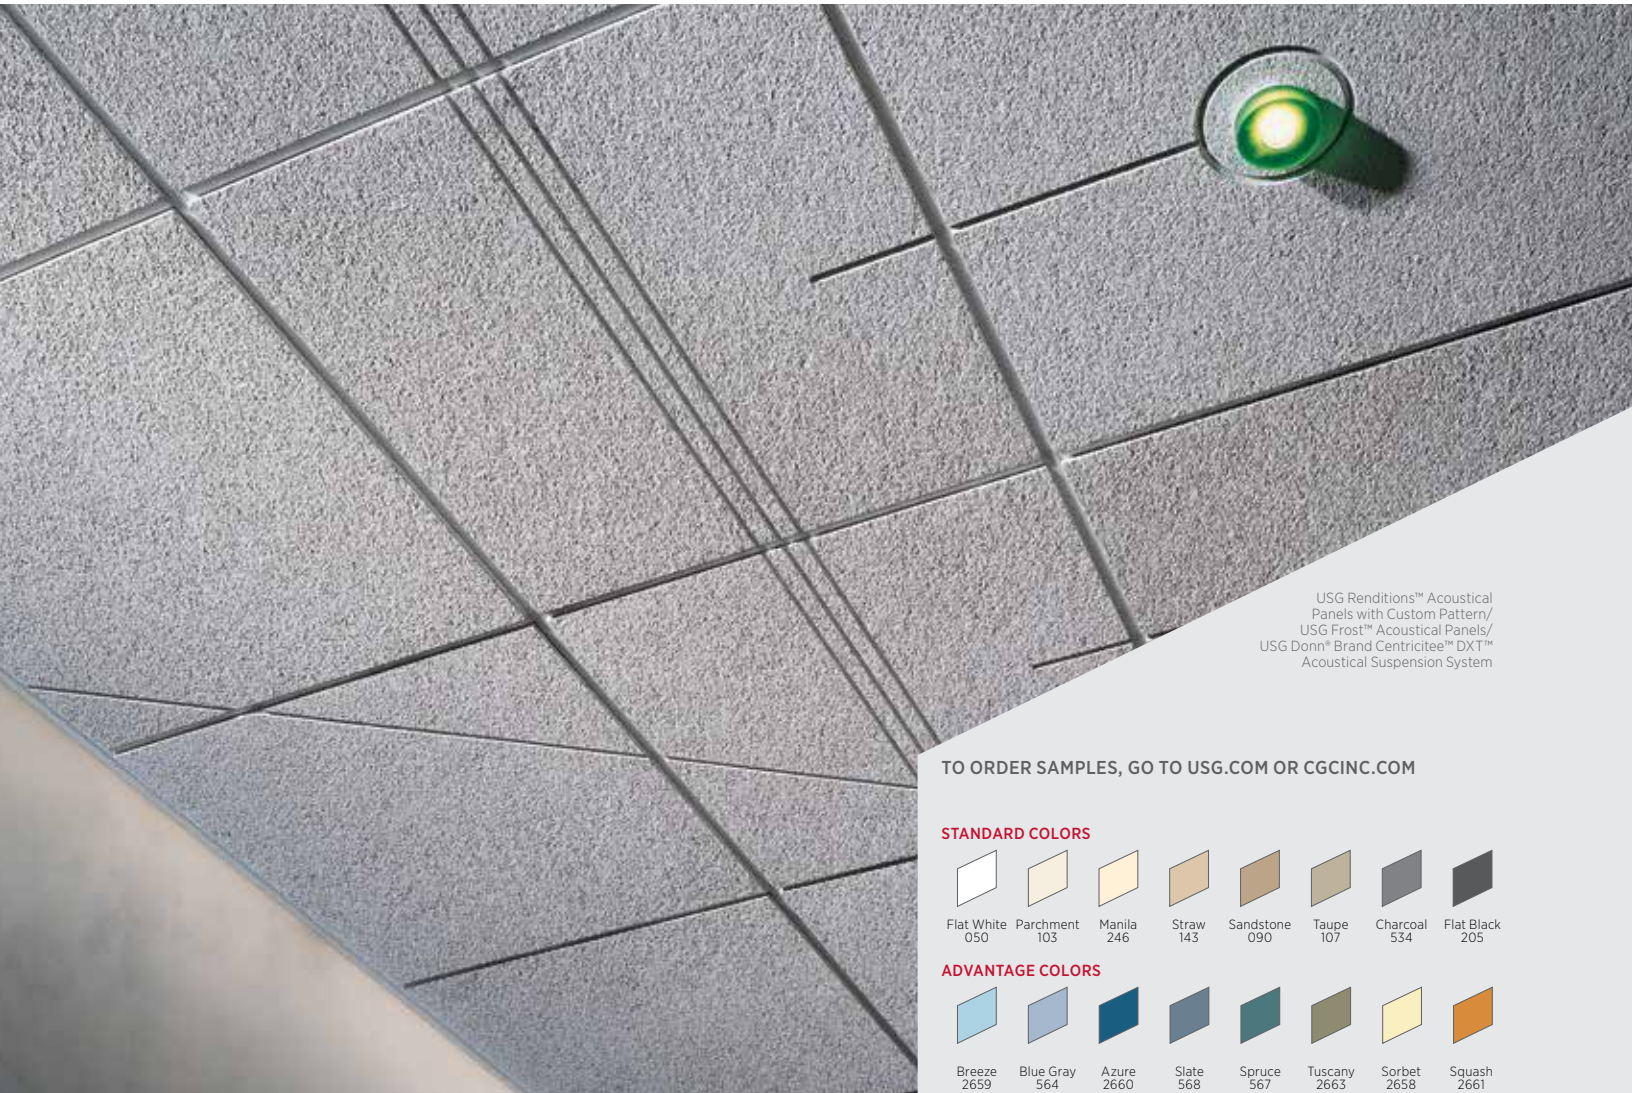 USG Renditions™ Acoustical
Panels with Custom Pattern/
USG Frost™ Acoustical Panels/
USG Donn® Brand Centricitee™ DXT™
Acoustical Suspension System
TO ORDER SAMPLES, GO TO USG.COM OR CGCINC.COM
STANDARD COLORS
Flat White Parchment Manila Straw Sandstone Taupe Charcoal Flat Black
050 103 246 143 090 107 534 205
ADVANTAGE COLORS
Breeze Blue Gray Azure Slate Spruce Tuscany Sorbet Squash
2659 564 2660 568 567 2663 2658 2661